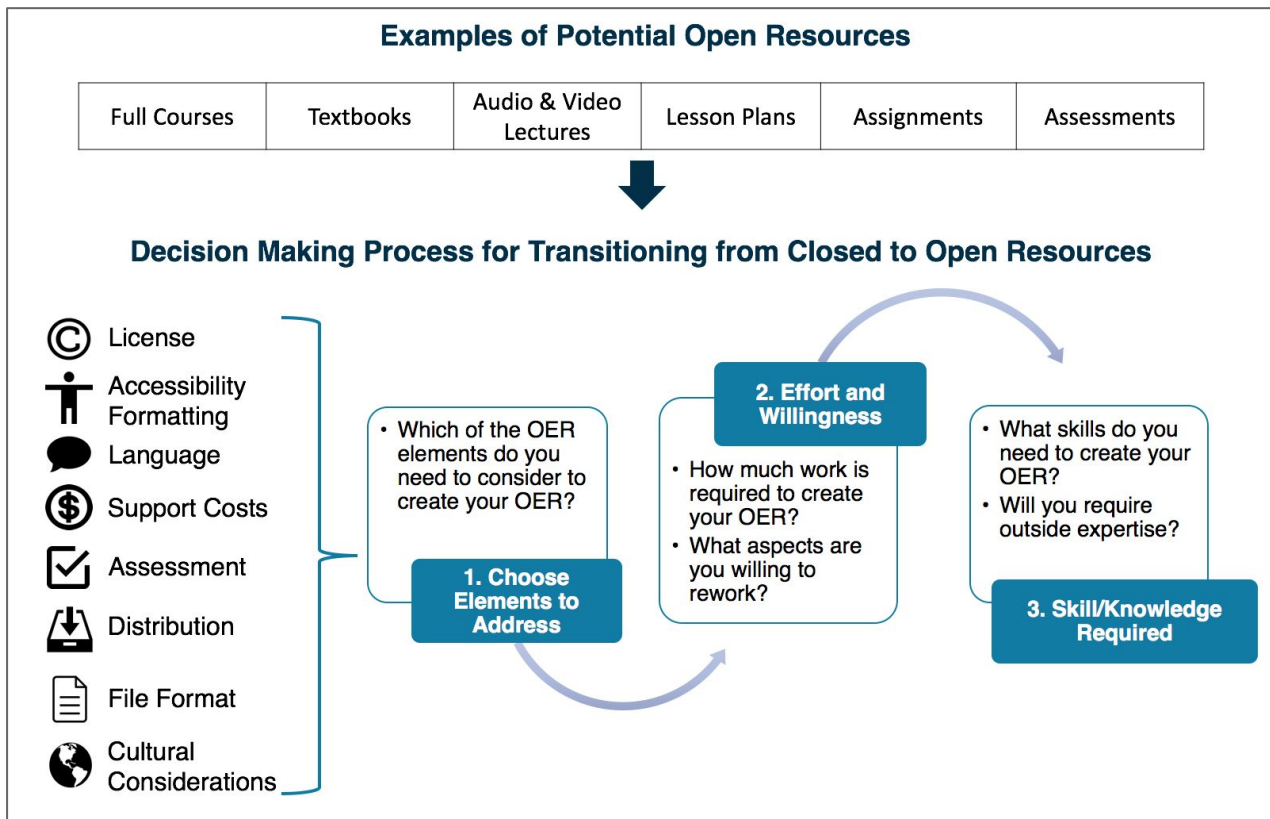 Examples of Potential Open Resources
Full Courses
Textbooks
Audio & Video
Lectures
Lesson Plans
Assignments
Assessments
Decision Making Process for Transitioning from Closed to Open Resources
© License
Accessibility
Formatting
Language
$ Support Costs
Assessment
Distribution
File Format
Cultural
Considerations
• Which of the OER
elements do you
need to consider to
create your OER?
1. Choose
Elements to
Address
2. Effort and
Willingness
• How much work is
required to create
your OER?
• What aspects are
you willing to
rework?
• What skills do you
need to create your
OER?
• Will you require
outside expertise?
3. Skill/Knowledge
Required